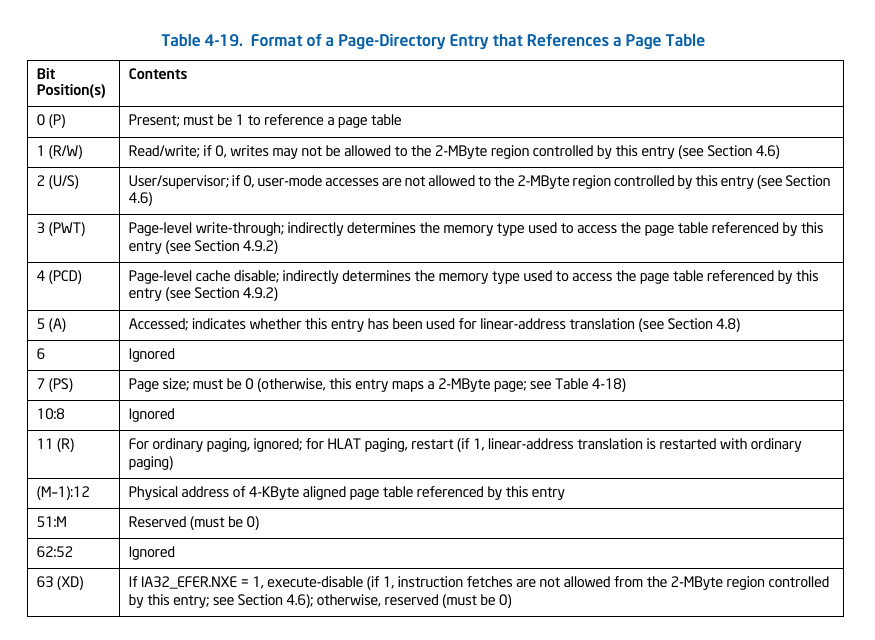 Table 4-19. Format of a Page-Directory Entry that References a Page Table
Bit
Position(s)
Contents
0 (P)
Present; must be 1 to reference a page table
1 (R/W)
Read/write; if 0, writes may not be allowed to the 2-MByte region controlled by this entry (see Section 4.6)
2 (U/S)
User/supervisor; if 0, user-mode accesses are not allowed to the 2-MByte region controlled by this entry (see Section
4.6)
3 (PWT)
Page-level write-through; indirectly determines the memory type used to access the page table referenced by this
entry (see Section 4.9.2)
4 (PCD)
Page-level cache disable; indirectly determines the memory type used to access the page table referenced by this
entry (see Section 4.9.2)
5 (A)
Accessed; indicates whether this entry has been used for linear-address translation (see Section 4.8)
6
Ignored
7 (PS)
Page size; must be 0 (otherwise, this entry maps a 2-MByte page; see Table 4-18)
10:8
Ignored
11 (R)
For ordinary paging, ignored; for HLAT paging, restart (if 1, linear-address translation is restarted with ordinary
paging)
(M–1):12
Physical address of 4-KByte aligned page table referenced by this entry
51:M
Reserved (must be 0)
62:52
Ignored
63 (XD)
If IA32_EFER.NXE = 1, execute-disable (if 1, instruction fetches are not allowed from the 2-MByte region controlled
by this entry; see Section 4.6); otherwise, reserved (must be 0)